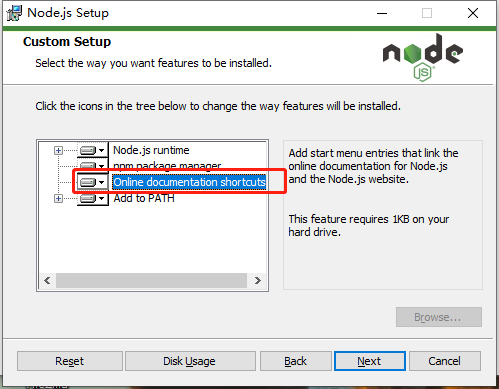 Node.js Setup
Custom Setup
Select the way you want features to be installed.
node
JS
Click the icons in the tree below to change the way features will be installed.
Node.js runtime
npm package manager
Online documentation shortcuts
Add to PATH
Add start menu entries that link the
online documentation for Node.js
and the Node.js website.
This feature requires 1KB on your
hard drive.
Browse...
Reset
Disk Usage
Back
Next
Cancel